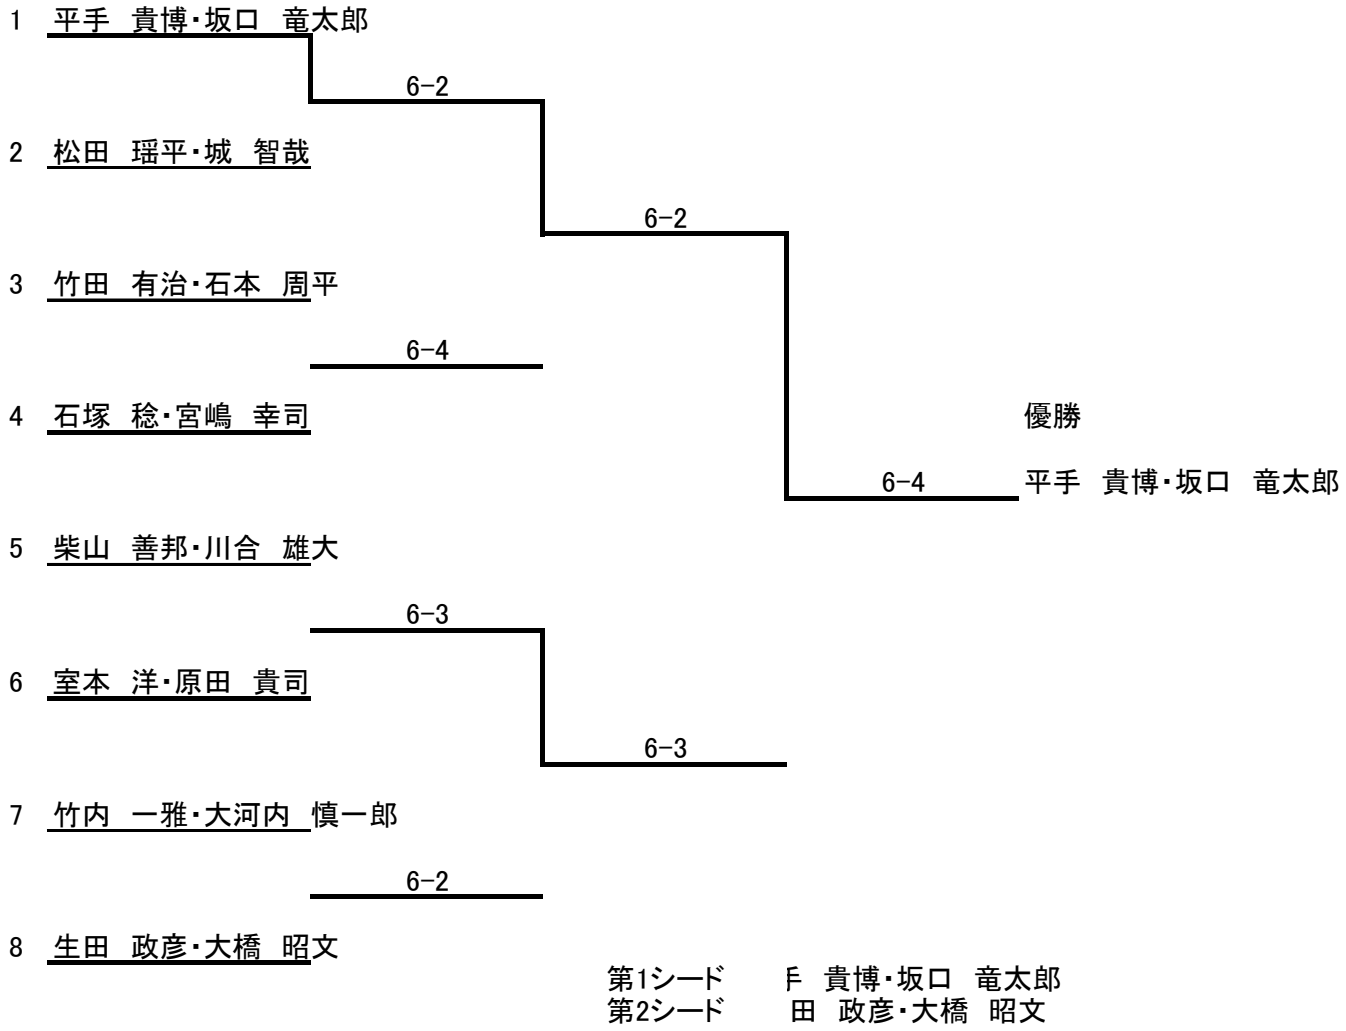 1 平手 貴博・坂口 竜太郎
6-2
2 松田 瑶平・城 智哉
6-2
3 竹田 有治・石本 周平
6-4
4 石塚 稔・宮嶋 幸司
優勝
6-4 平手 貴博・坂口 竜太郎
5 柴山 善邦・川合 雄大
6-3
6 室本 洋・原田 貴司
6-3
7 竹内 一雅・大河内 慎一郎
6-2
8 生田 政彦・大橋 昭文
第1シード 手 貴博・坂口 竜太郎
第2シード 田 政彦・大橋 昭文